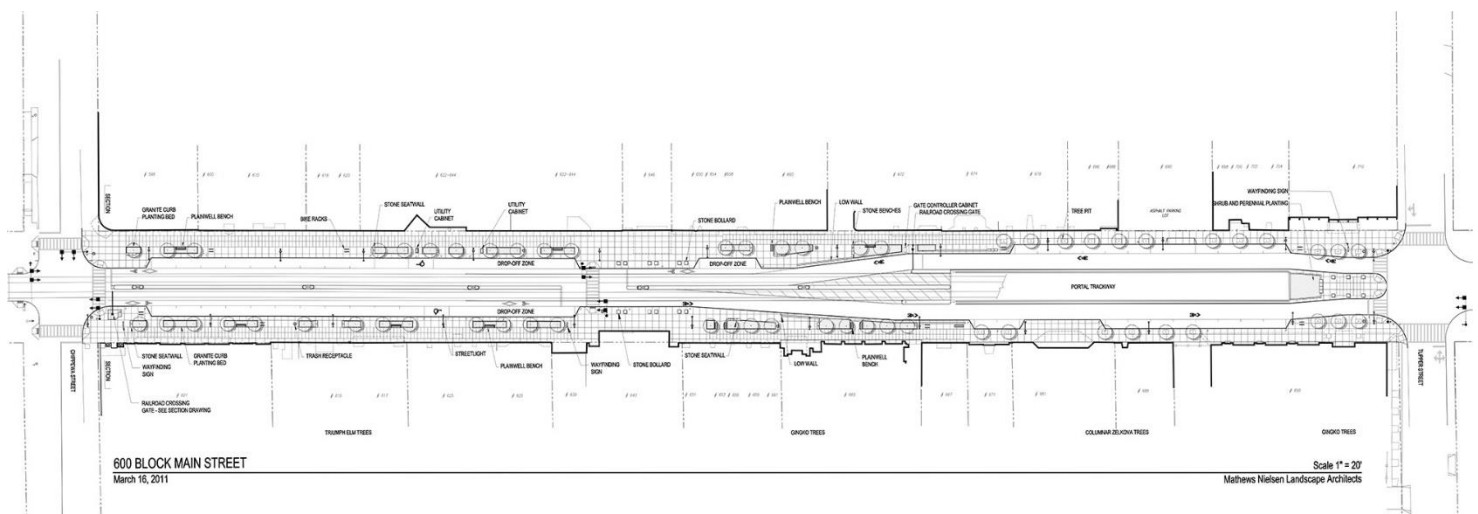 GRANITE CURB
PLANTING BED
PLAINWELL BENCH
BIKE RACKS
STONE SEATWALL
UTILITY
CABINET
UTILITY
CABINET
STONE BOLLARD
PLAINWELL BENCH
LOW WALL
STONE BENCHES
GATE CONTROLLER CABINET
RAILROAD CROSSING GATE
TREE PIT
ASPHALT PARKING
LOT
WAYFINDING
SIGN
SHRUB AND PERENNIAL PLANTING
SECTION
DROP-OFF ZONE
DROP-OFF ZONE
PORTAL TRACKWAY
DROP-OFF ZONE
CHIPPEWA STREET
TUPPER STREET
SECTION
STONE SEATWALL
WAYFINDING
SIGN
GRANITE CURB
PLANTING BED
TRASH RECEPTACLE
STREETLIGHT
PLAINWELL BENCH
WAYFINDING
SIGN
STONE BOLLARD
STONE SEATWALL
LOW WALL
PLAINWELL
BENCH
RAILROAD CROSSING
GATE - SEE SECTION DRAWING
TRIUMPH ELM TREES
GINGKO TREES
COLUMNAR ZELKOVA TREES
GINGKO TREES
600 BLOCK MAIN STREET
March 16, 2011
Scale 1" = 20'
Mathews Nielsen Landscape Architects